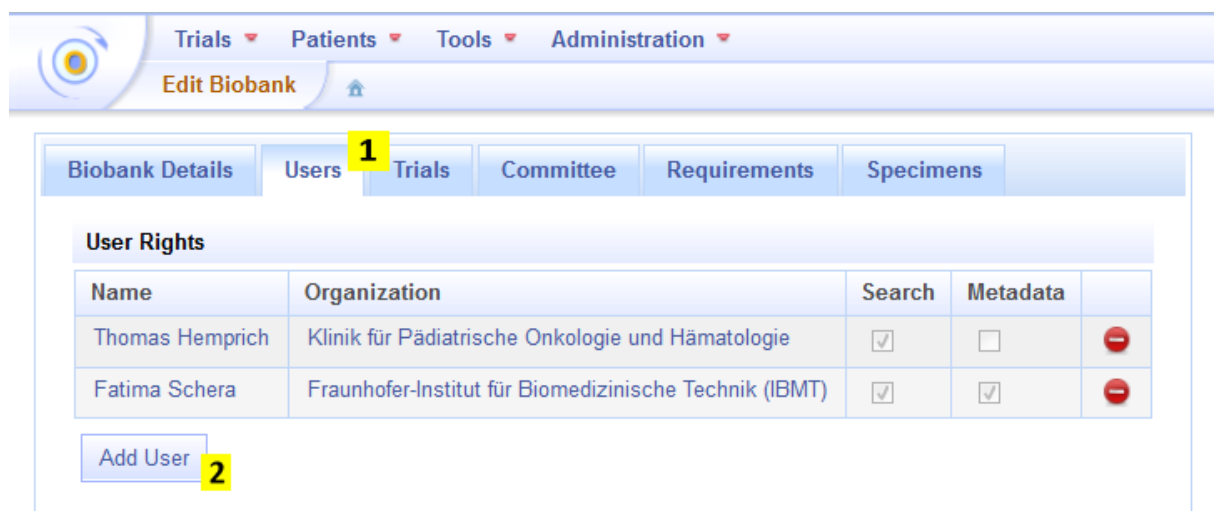 Trials Patients Tools Administration
Edit Biobank
Biobank Details Users 1 Trials Committee Requirements Specimens
User Rights
Name Organization Search Metadata
Thomas Hemprich Klinik für Pädiatrische Onkologie und Hämatologie
Fatima Schera Fraunhofer-Institut für Biomedizinische Technik (IBMT)
Add User 2